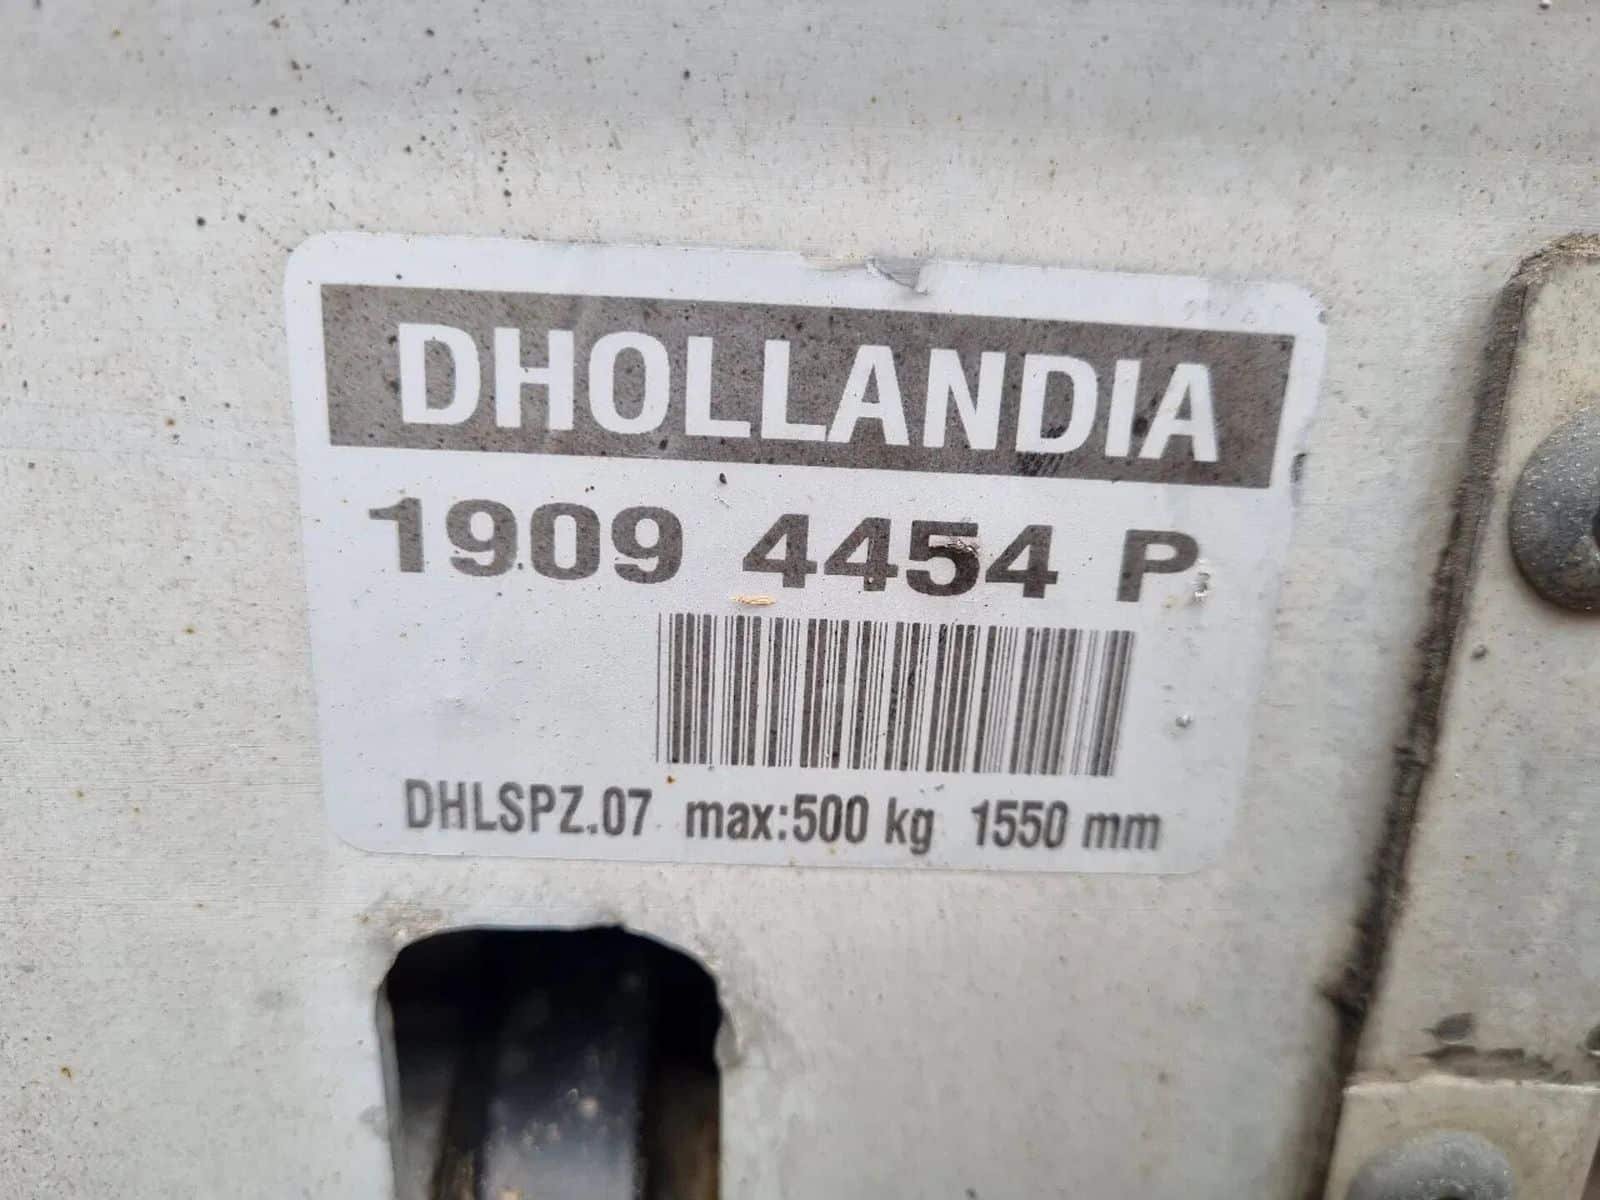 DHOLLANDIA
1909 4454 P
DHLSPZ.07 max:500 kg 1550 mm